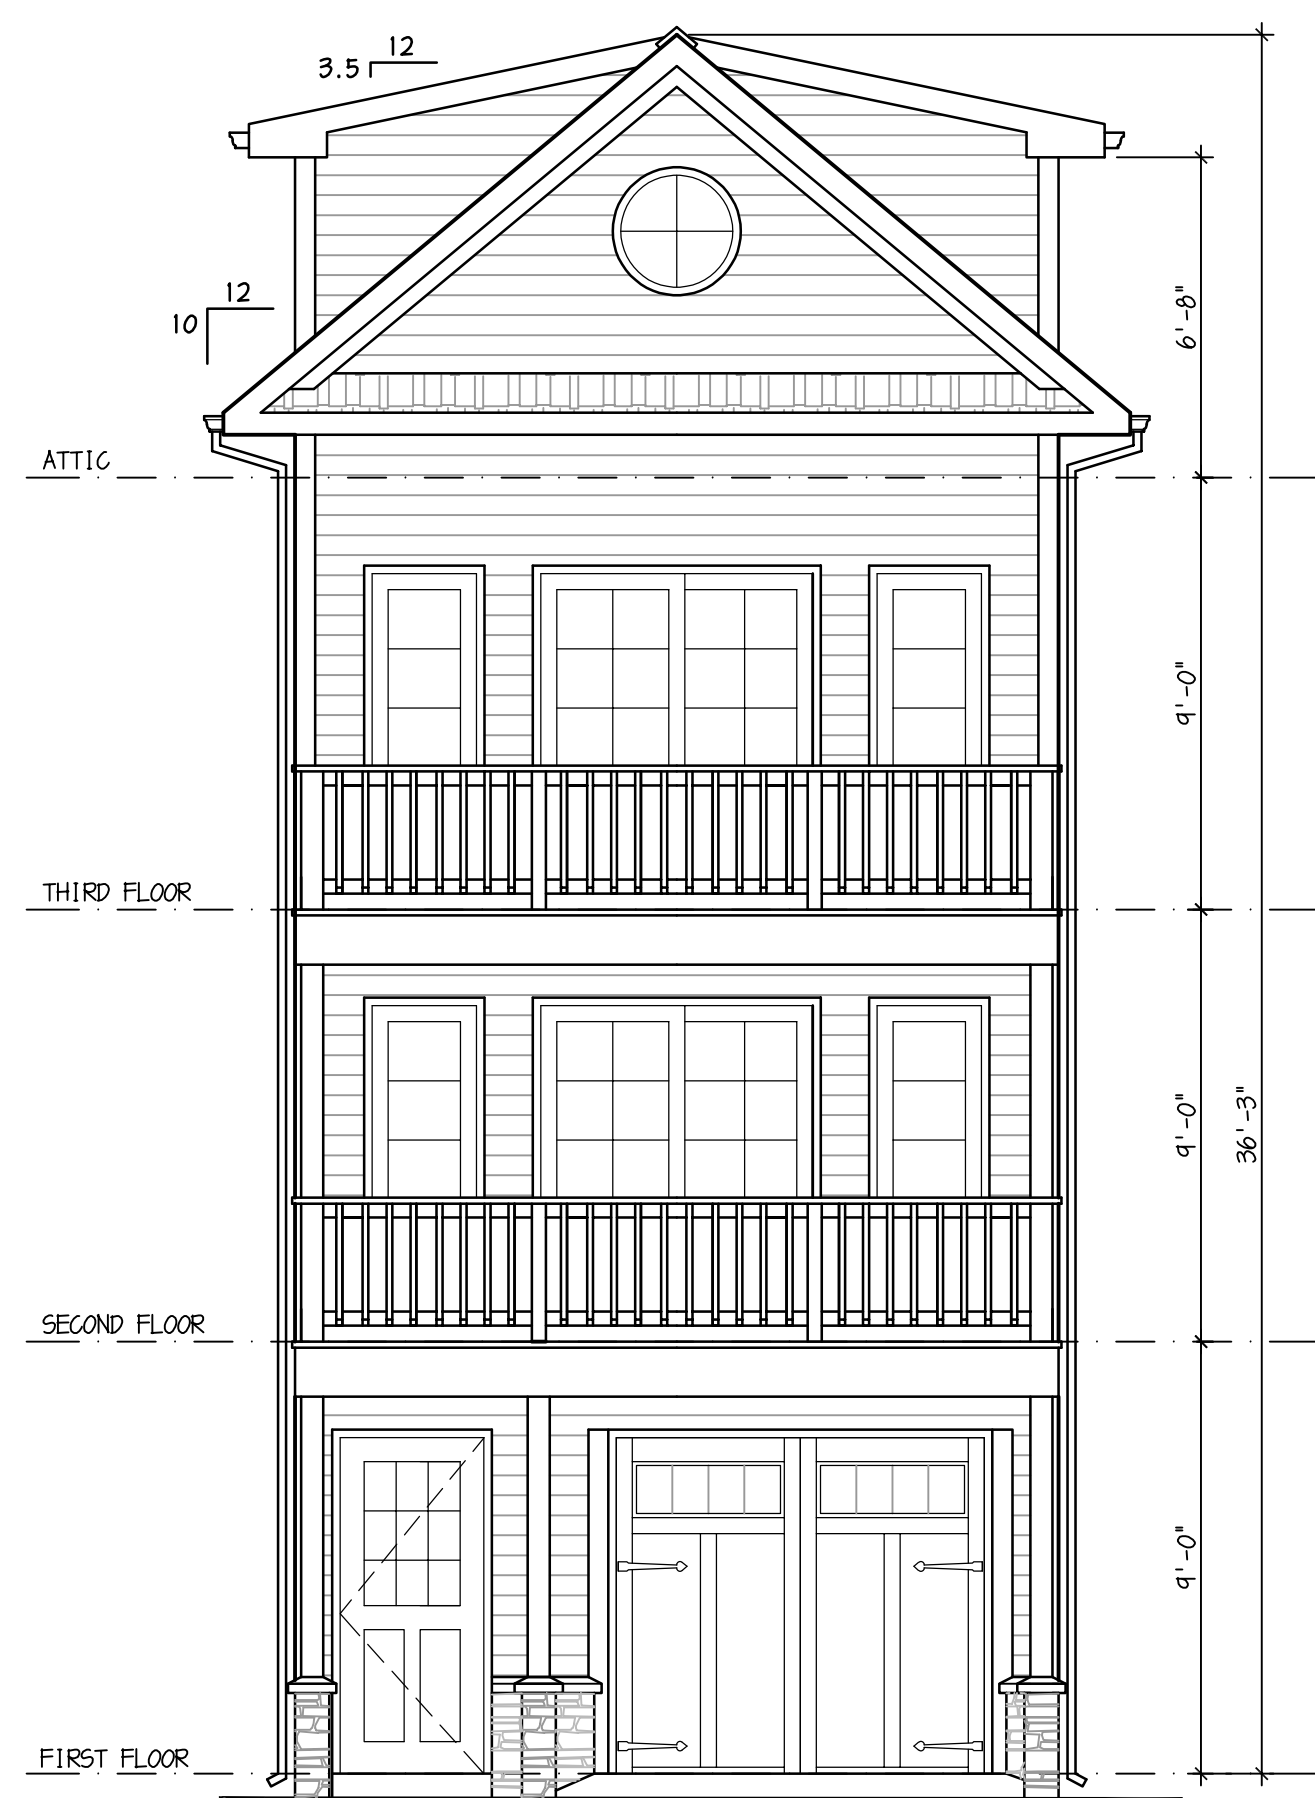 12
3.5
12
10
6'-8"
ATTIC
9'-0"
THIRD FLOOR
9'-0"
36'-3"
SECOND FLOOR
9'-0"
FIRST FLOOR